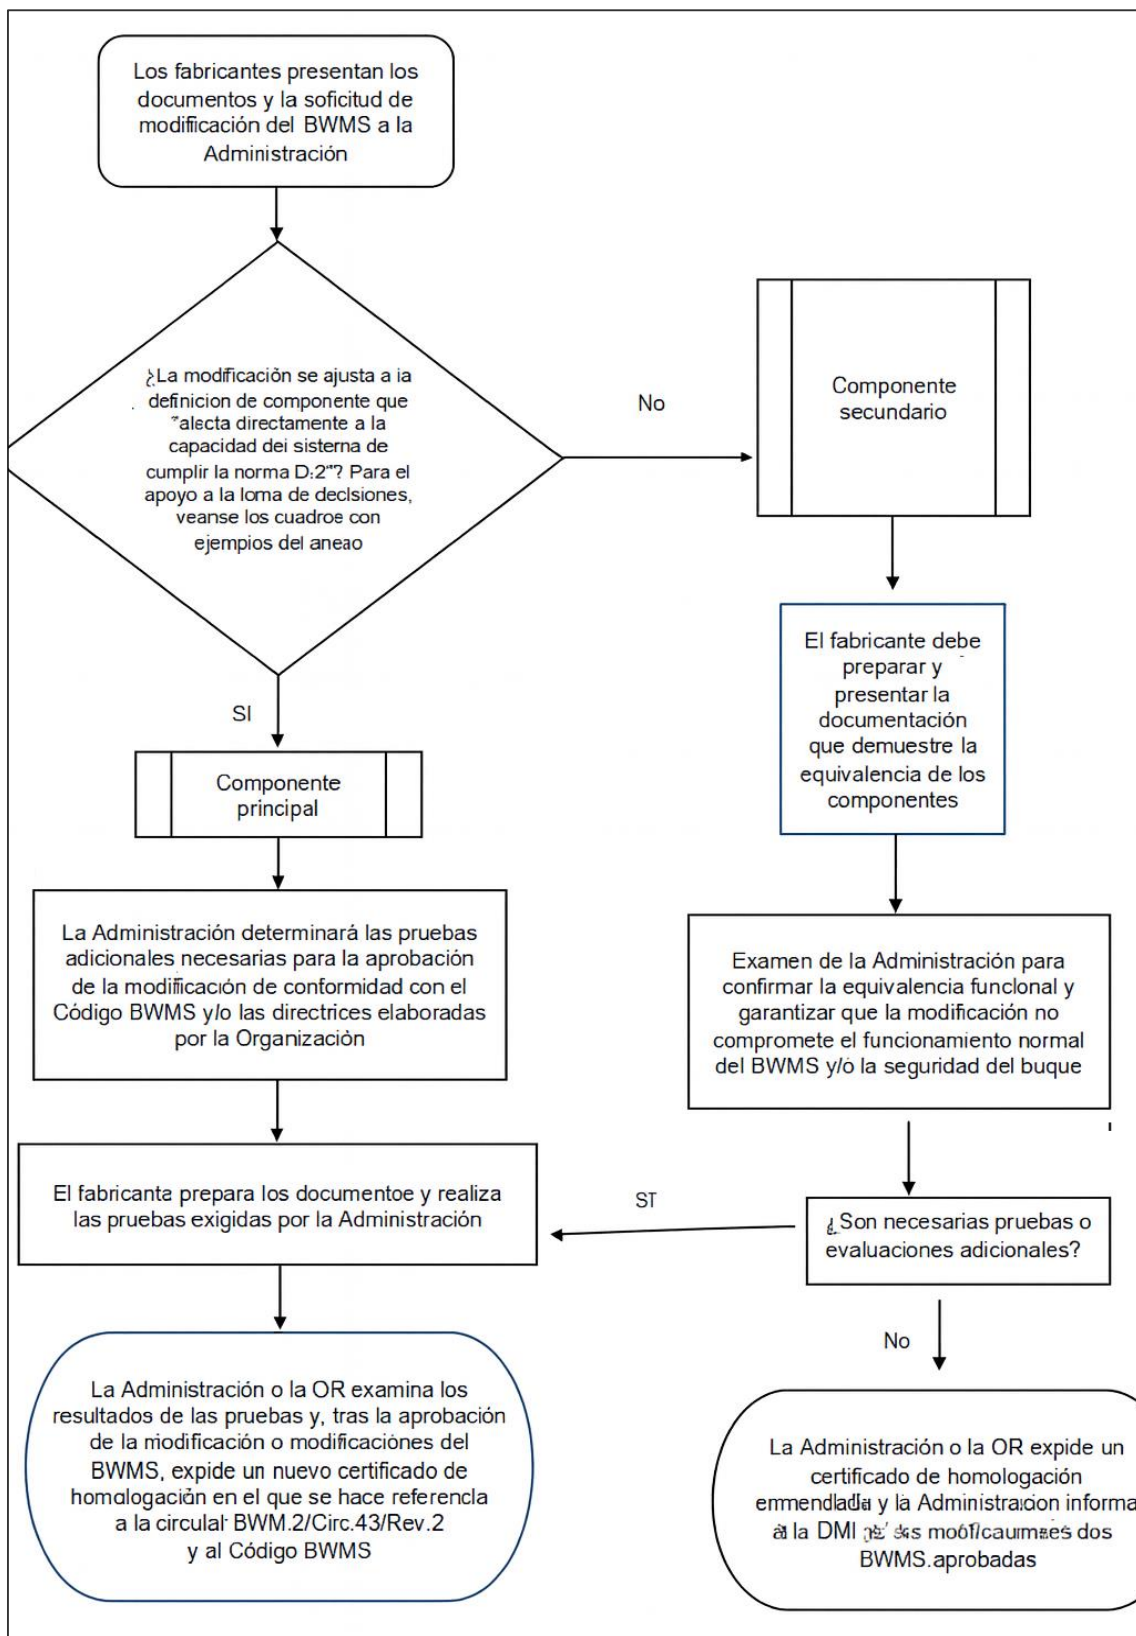 Los fabricantes presentan los
documentos y la soficitud de
modificación del BWMS a la
Administración
¿La modificación se ajusta a ia
definicion de componente que
"alecta directamente a la
capacidad dei sisterna de
cumplir la norma D:2"? Para el
apoyo a la loma de declsiones,
veanse los cuadroe con
ejempios del aneao
No
Componente
secundario
SI
Componente
principal
El fabricante debe
preparar y
presentar la
documentación
que demuestre la
equivalencia de los
componentes
La Administración determinará las pruebas
adicionales necesarias para la aprobación
de la modificación de conformidad con el
Código BWMS y/o las directrices elaboradas
por la Organización
Examen de la Administración para
confirmar la equivalencia funclonal y
garantizar que la modificación no
compromete el funcionamiento normal
del BWMS y/ó la seguridad del buque
El fabricanta prepara los documentoe y realiza
las pruebas exigidas por la Administración
ST
¿Son necesarias pruebas o
evaluaciones adicionales?
No
La Administración o la OR examina los
resultados de las pruebas y, tras la aprobación
de la modificación o modificaciónes del
BWMS, expide un nuevo certificado de
homalogación en el que se hace referencla
a la circular BWM.2/Circ.43/Rev.2
y al Código BWMS
La Administración o la OR expide un
certificado de homologación
y la Administracion informa
la DMI dos
BWMS.aprobadas